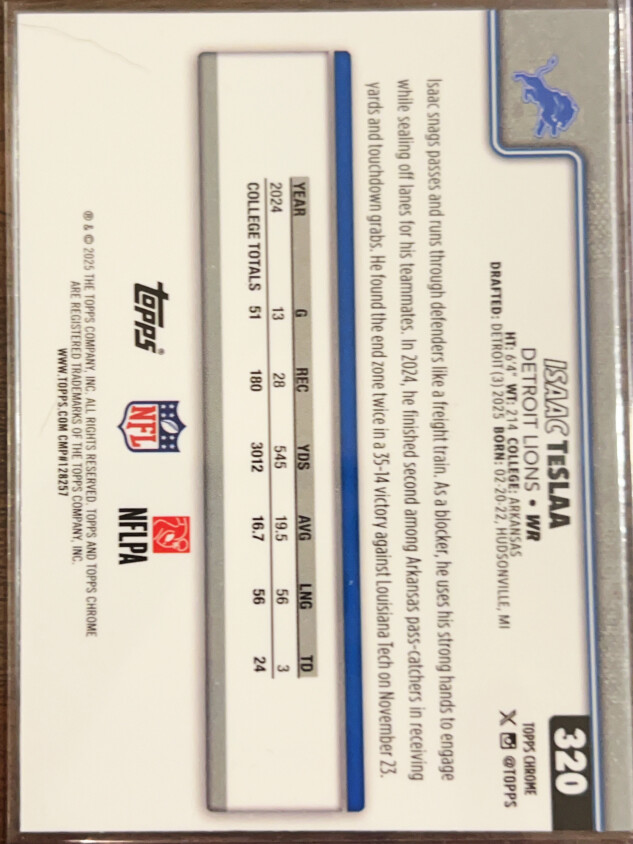 320
TOPPS CHROME
X @TOPPS
ISAAC TeSLAA
DETROIT LIONS • WR
HT: 6'4" WT: 214 COLLEGE: ARKANSAS
DRAFTED: DETROIT (3) 2025 BORN: 02-20-22, HUDSONVILLE, MI
Isaac snags passes and runs through defenders like a freight train. As a blocker, he uses his strong hands to engage
while sealing off lanes for his teammates. In 2024, he finished second among Arkansas pass-catchers in receiving
yards and touchdown grabs. He found the end zone twice in a 35-14 victory against Louisiana Tech on November 23.
YEAR G REC YDS AVG LNG TD
2024 13 28 545 19.5 56 3
COLLEGE TOTALS 51 180 3012 16.7 56 24
topps®
NFL
NFLPA
® & © 2025 THE TOPPS COMPANY, INC. ALL RIGHTS RESERVED. TOPPS AND TOPPS CHROME
ARE REGISTERED TRADEMARKS OF THE TOPPS COMPANY, INC.
WWW.TOPPS.COM CMP#128257